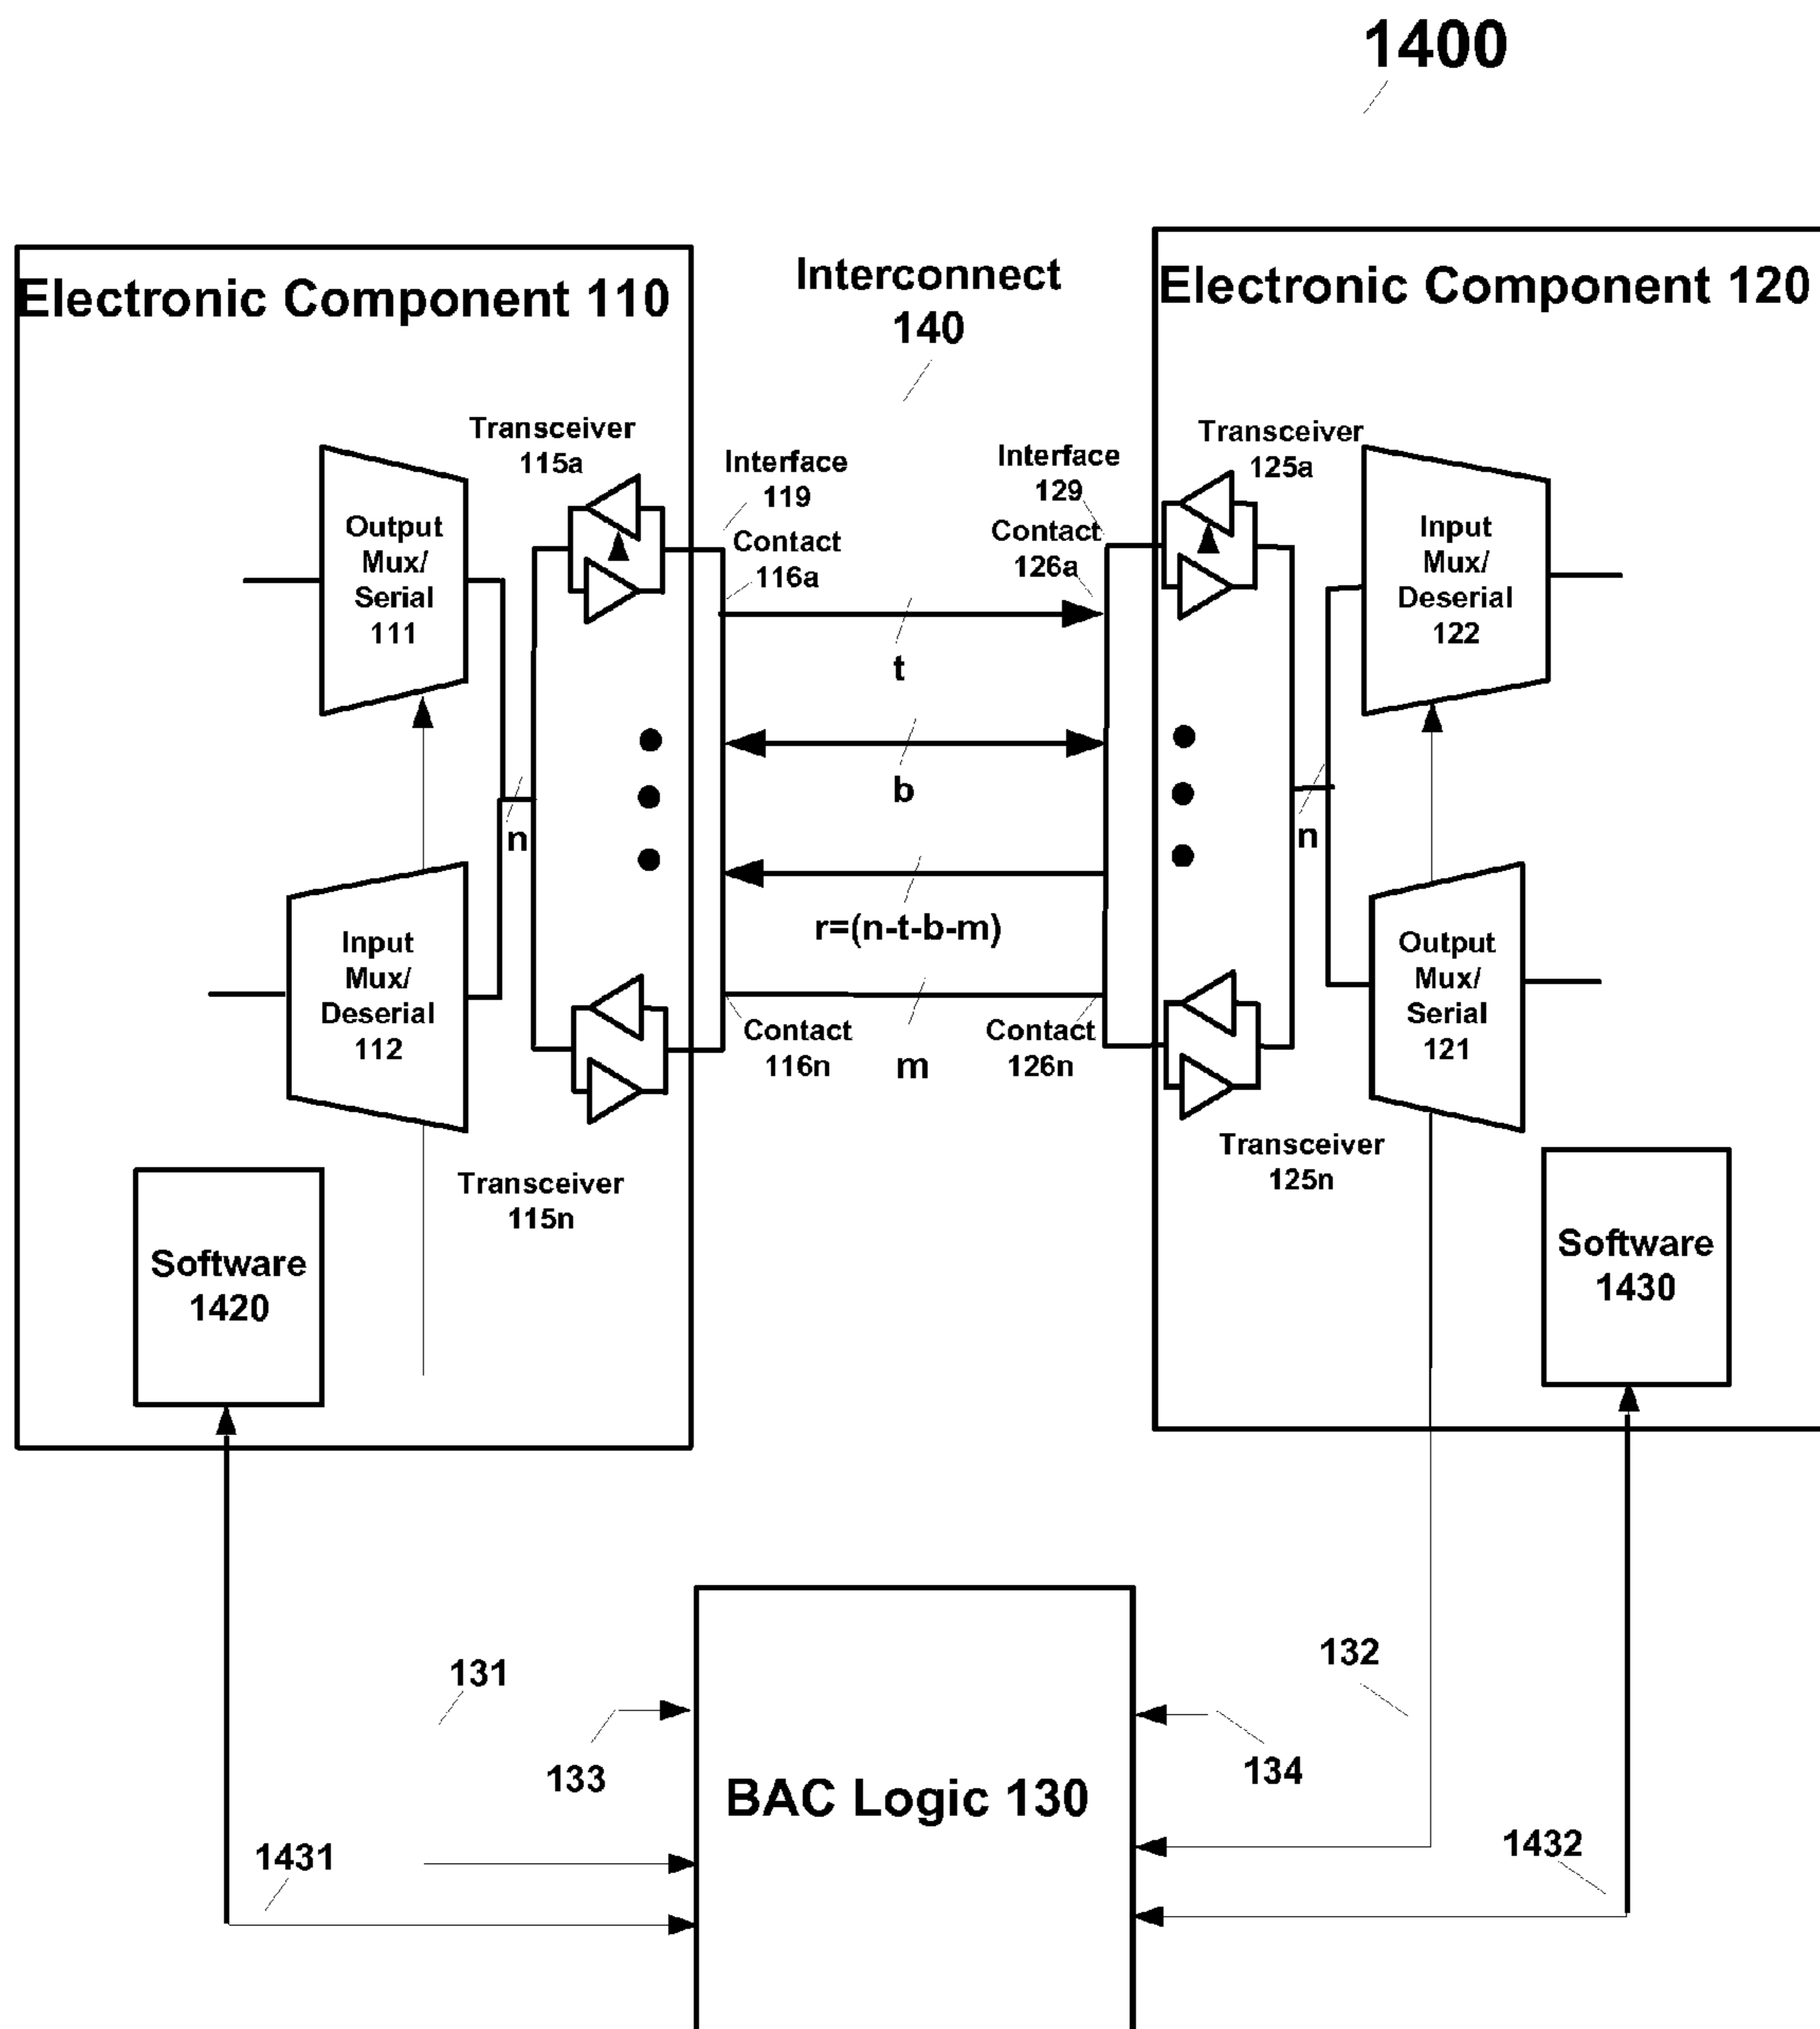 1400
Electronic Component 110
Interconnect
140
Electronic Component 120
Transceiver
115a
Interface
119
Contact
116a
Interface
129
Contact
126a
Transceiver
125a
Output
Mux/
Serial
111
Input
Mux/
Deserial
122
t
b
n
n
r=(n-t-b-m)
Input
Mux/
Deserial
112
Output
Mux/
Serial
121
Contact
116n
m
Contact
126n
Transceiver
115n
Transceiver
125n
Software
1420
Software
1430
131
133
132
134
BAC Logic 130
1431
1432